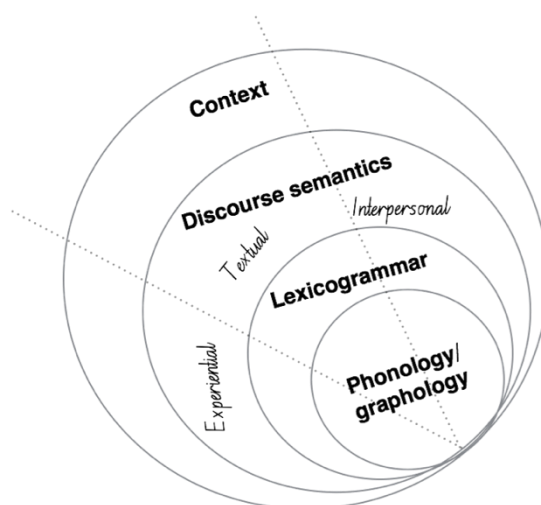 Context
Discourse semantics
Interpersonal
Textual
Lexicogrammar
Experiential
Phonology/
graphology